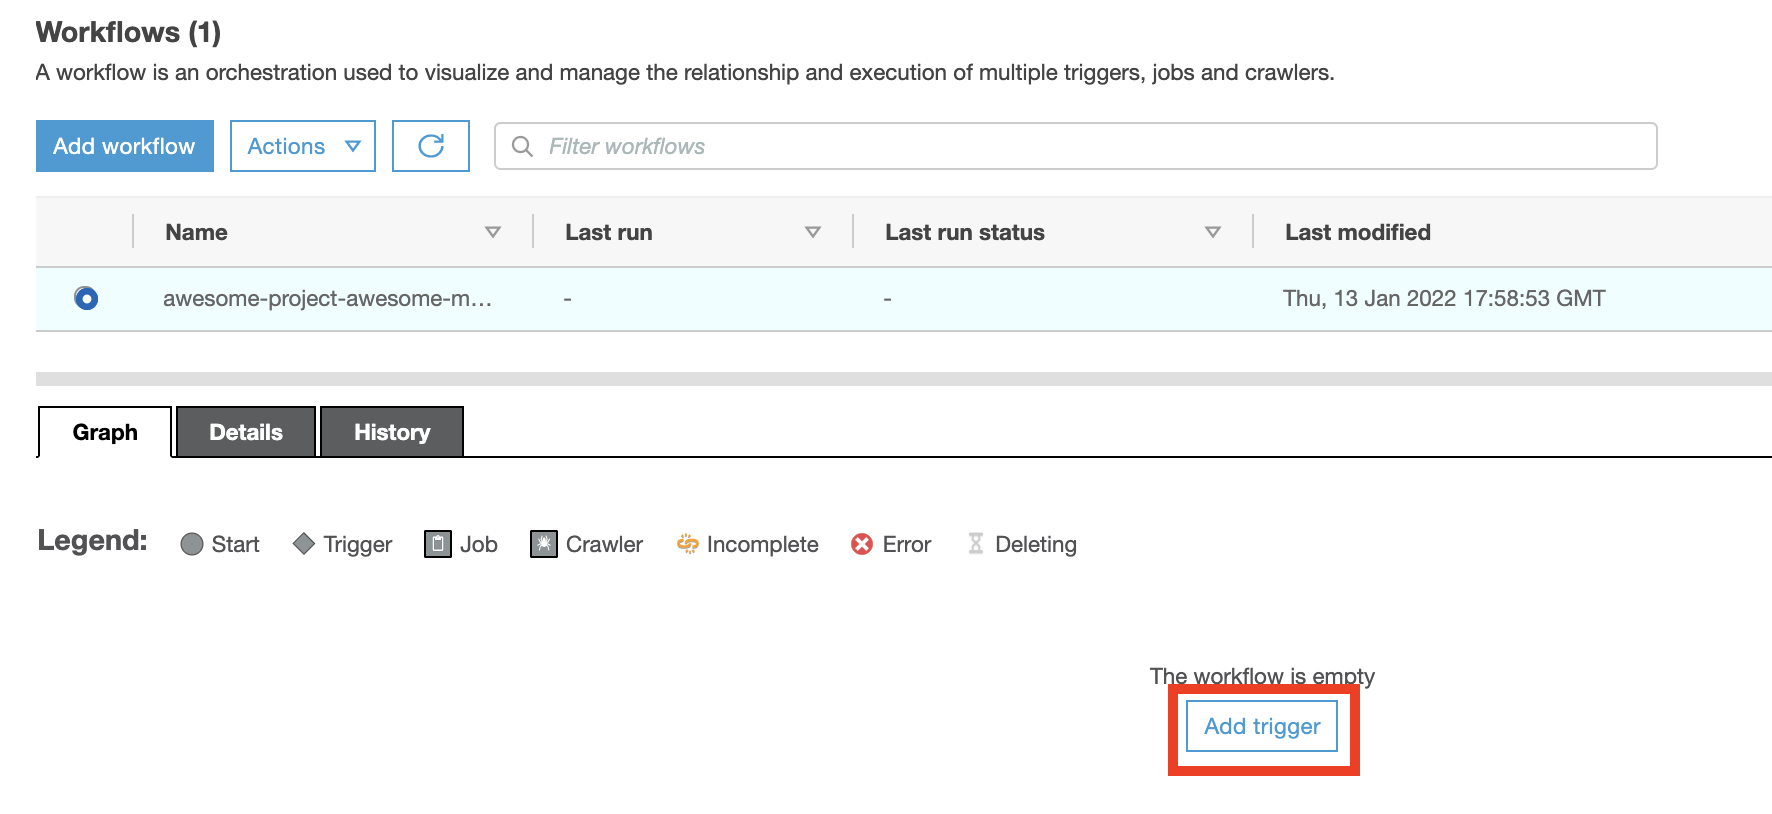 Workflows (1)
A workflow is an orchestration used to visualize and manage the relationship and execution of multiple triggers, jobs and crawlers.
Add workflow Actions Filter workflows
Name Last run Last run status Last modified
awesome-project-awesome-m... - - Thu, 13 Jan 2022 17:58:53 GMT
Graph Details History
Legend: Start Trigger Job Crawler Incomplete Error Deleting
The workflow is empty
Add trigger